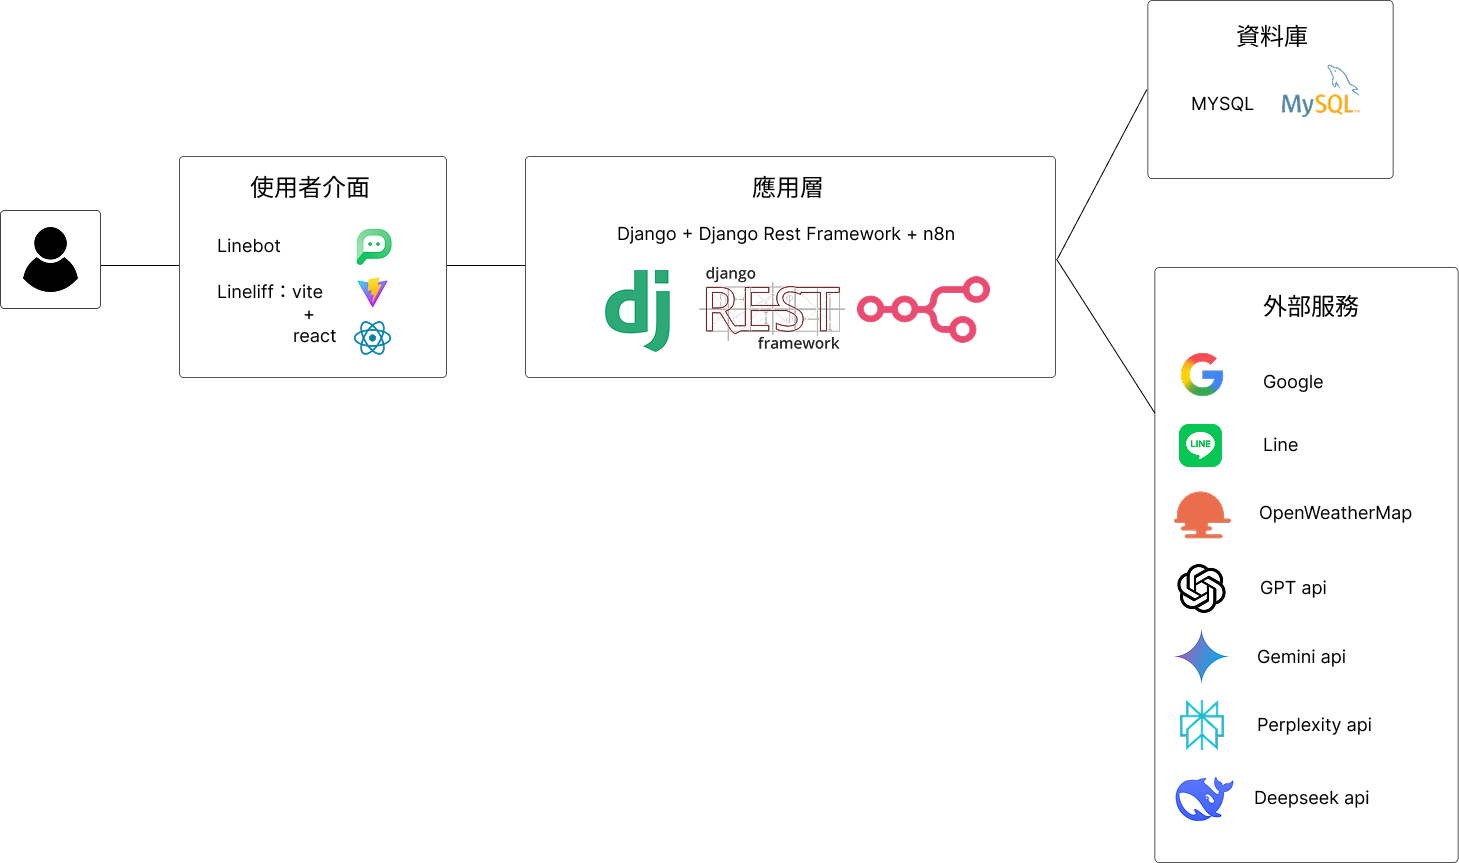 使用者介面
Linebot
Lineliff：vite
+
react
應用層
Django + Django Rest Framework + n8n
dj
django
REST
framework
資料庫
MYSQL
MySQL
外部服務
Google
LINE
Line
OpenWeatherMap
GPT api
Gemini api
Perplexity api
Deepseek api